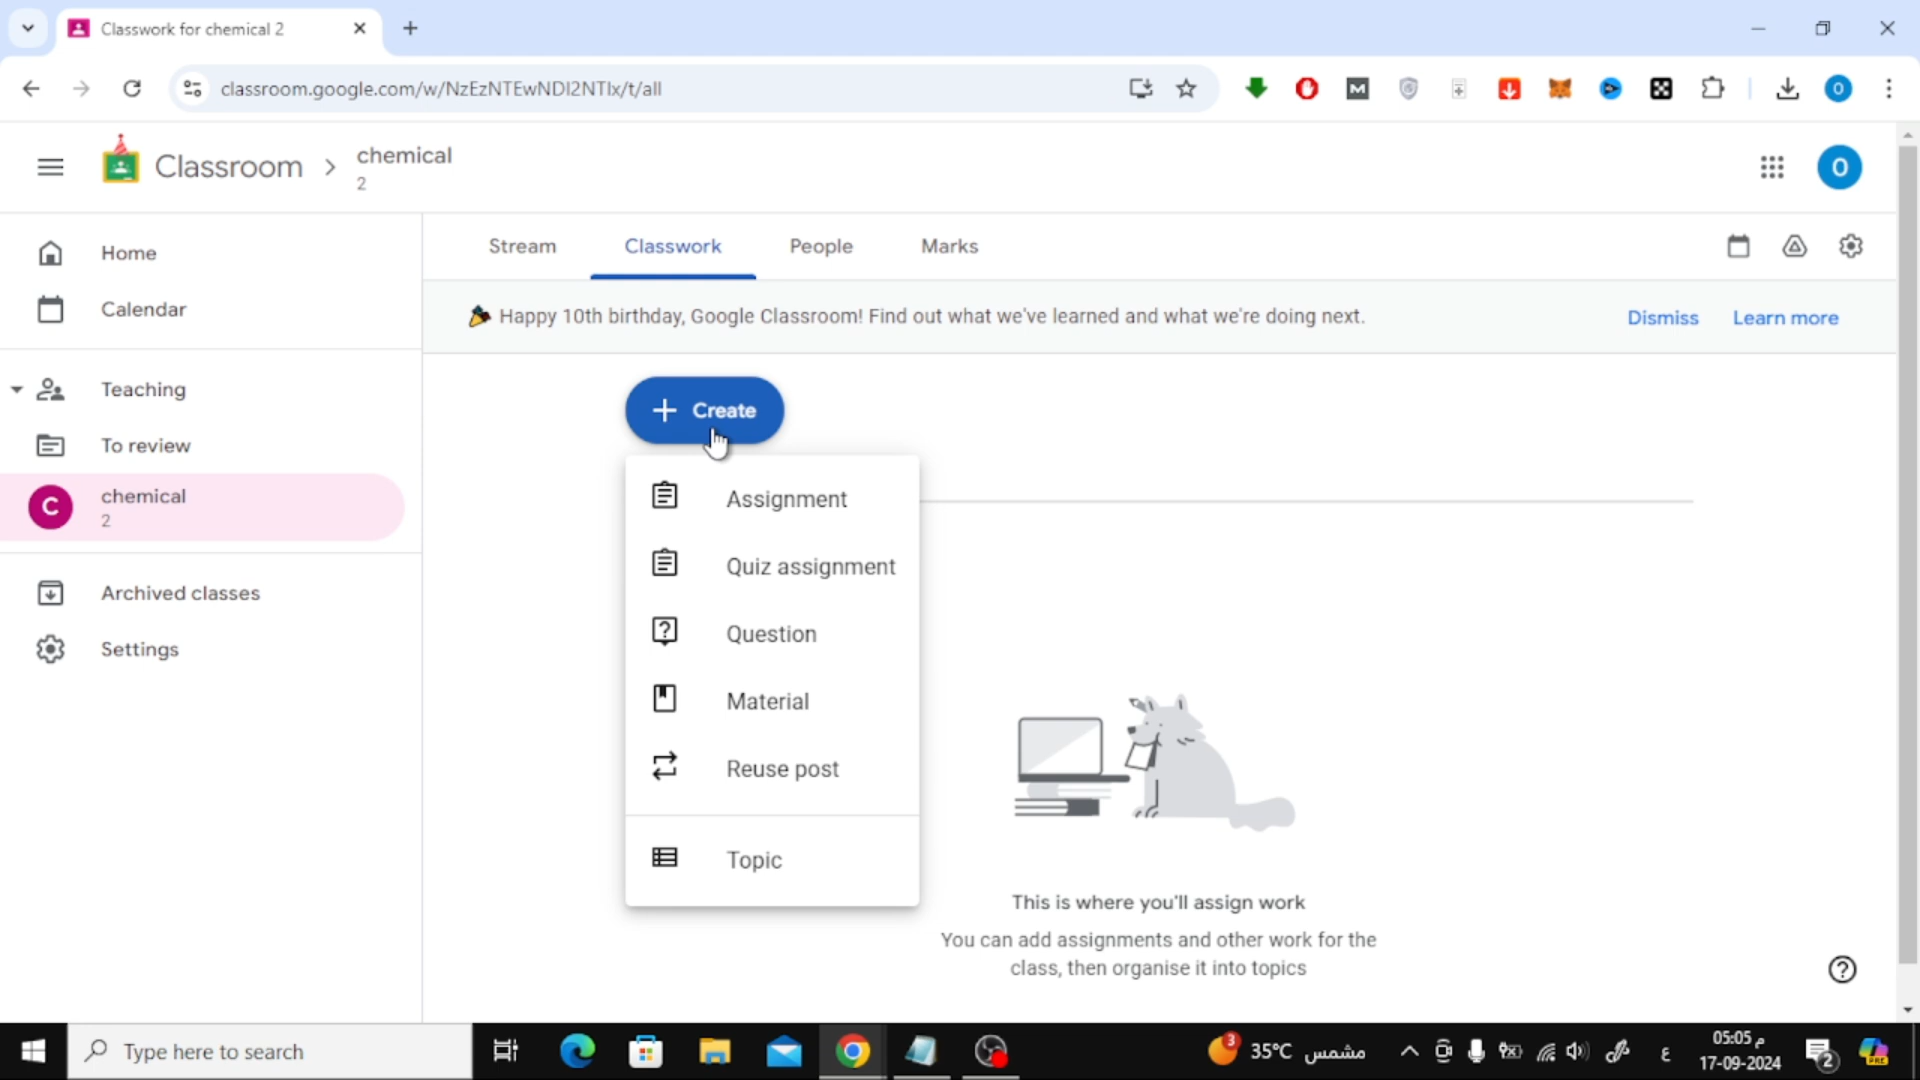 Classwork for chemical 2
classroom.google.com/w/NzEzNTEwNDI2NTIx/t/all
O
Classroom
chemical
2
O
Home
Calendar
Teaching
To review
C
chemical
2
Archived classes
Settings
Stream
Classwork
People
Marks
Happy 10th birthday, Google Classroom! Find out what we've learned and what we're doing next.
Dismiss
Learn more
Create
Assignment
Quiz assignment
Question
Material
Reuse post
Topic
This is where you'll assign work
You can add assignments and other work for the
class, then organise it into topics
Type here to search
3
35°C مشمس
ع
05:05 م
17-09-2024
2
PRE